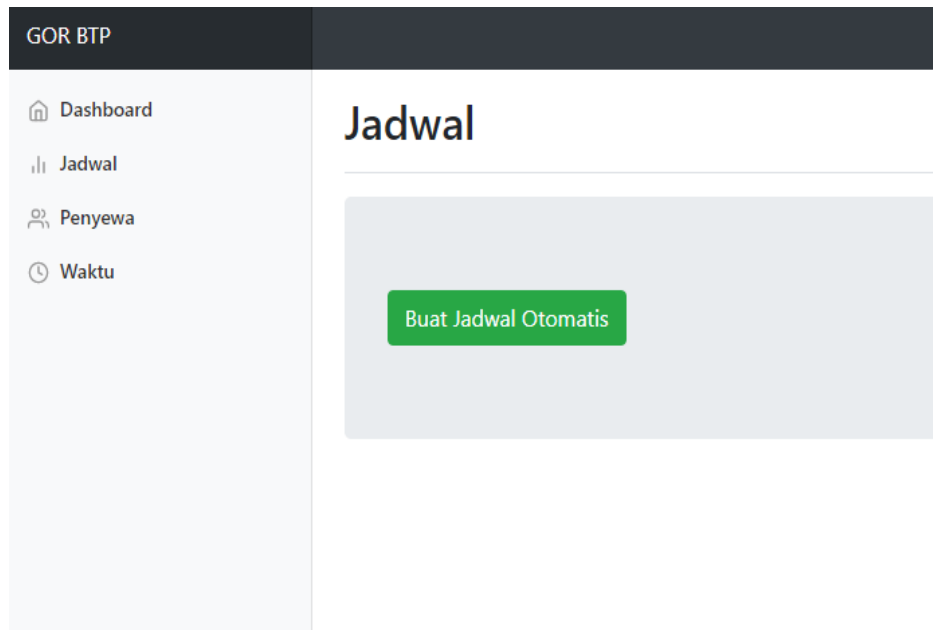 GOR BTP
Dashboard
Jadwal
Penyewa
Waktu
Jadwal
Buat Jadwal Otomatis